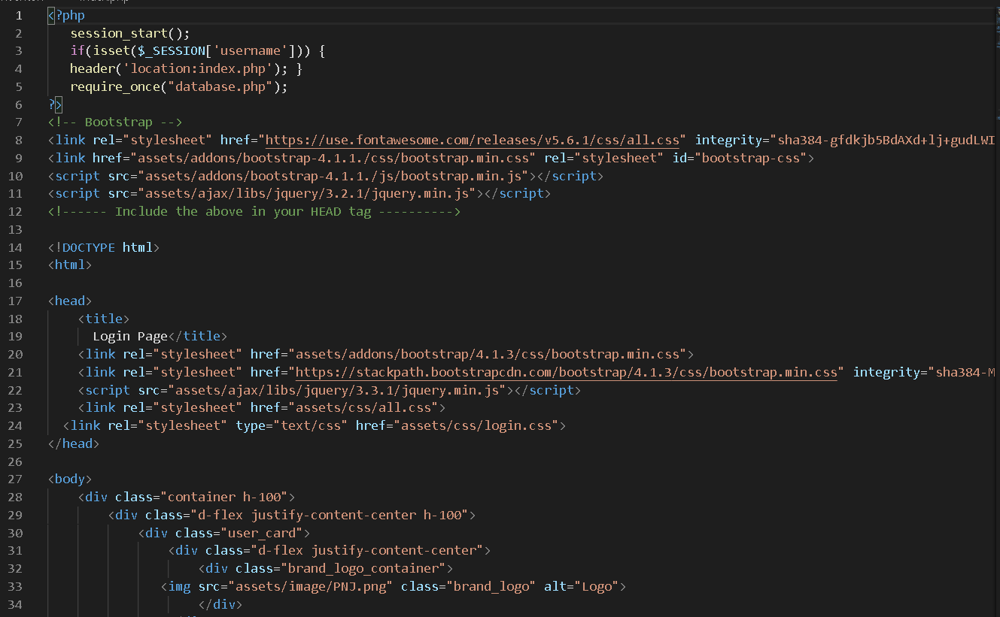 1 <?php
2 session_start();
3 if(isset($_SESSION['username'])) {
4 header('location:index.php'); }
5 require_once("database.php");
6 ?>
7 <!-- Bootstrap -->
8 <link rel="stylesheet" href="https://use.fontawesome.com/releases/v5.6.1/css/all.css" integrity="sha384-gfdkjb5BdAXd+lj+gudLWI
9 <link href="assets/addons/bootstrap-4.1.1./css/bootstrap.min.css" rel="stylesheet" id="bootstrap-css">
10 <script src="assets/addons/bootstrap-4.1.1./js/bootstrap.min.js"></script>
11 <script src="assets/ajax/libs/jquery/3.2.1/jquery.min.js"></script>
12 <!------ Include the above in your HEAD tag ---------->
13
14 <!DOCTYPE html>
15 <html>
16
17 <head>
18 <title>
19 Login Page</title>
20 <link rel="stylesheet" href="assets/addons/bootstrap/4.1.3/css/bootstrap.min.css">
21 <link rel="stylesheet" href="https://stackpath.bootstrapcdn.com/bootstrap/4.1.3/css/bootstrap.min.css" integrity="sha384-M
22 <script src="assets/ajax/libs/jquery/3.3.1/jquery.min.js"></script>
23 <link rel="stylesheet" href="assets/css/all.css">
24 <link rel="stylesheet" type="text/css" href="assets/css/login.css">
25 </head>
26
27 <body>
28 <div class="container h-100">
29 <div class="d-flex justify-content-center h-100">
30 <div class="user_card">
31 <div class="d-flex justify-content-center">
32 <div class="brand_logo_container">
33 <img src="assets/image/PNJ.png" class="brand_logo" alt="Logo">
34 </div>